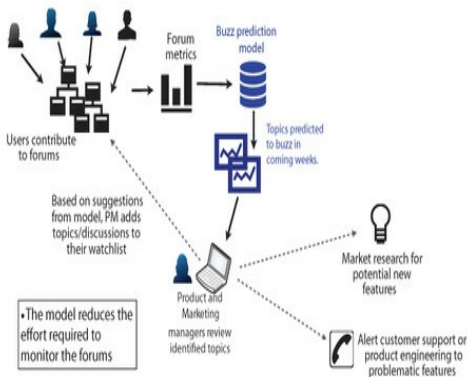 Buzz prediction
model
Forum
metrics
Users contribute
to forums
Topics predicted
to buzz in
coming weeks.
Based on suggestions
from model, PM adds
topics/discussions to
their watchlist
Product and
Marketing
managers review
identified topics
Market research for
potential new
features
•The model reduces the
effort required to
monitor the forums
Alert customer support or
product engineering to
problematic features